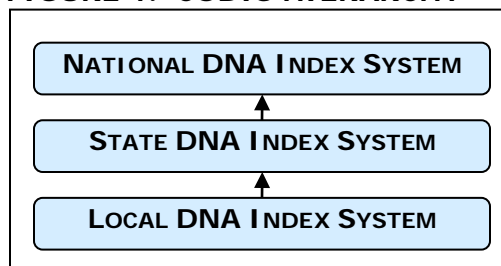 NATIONAL DNA INDEX SYSTEM
STATE DNA INDEX SYSTEM
LOCAL DNA INDEX SYSTEM